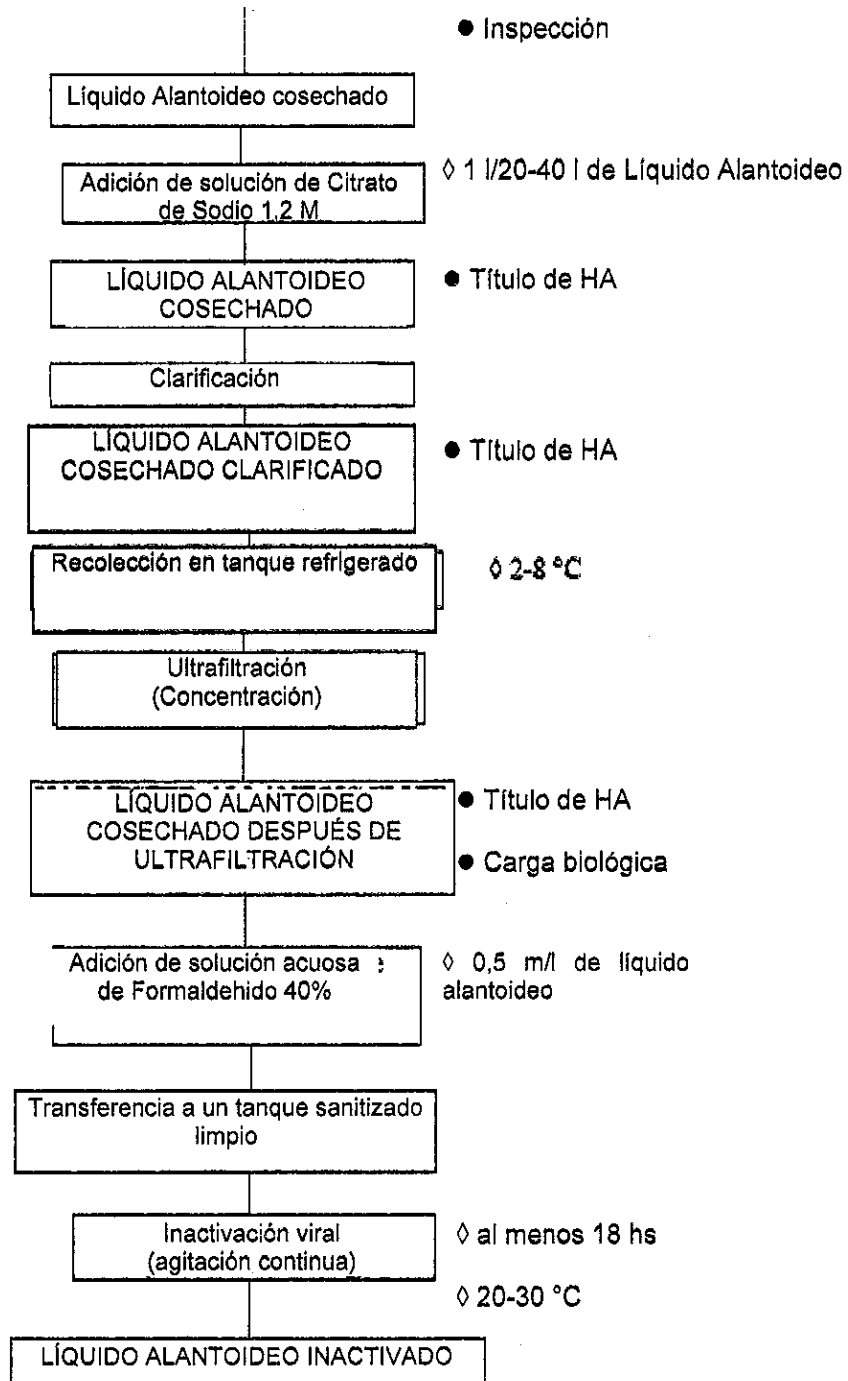 ● Inspección
Líquido Alantoideo cosechado
Adición de solución de Citrato
de Sodio 1,2 M
◊ 1 l/20-40 l de Líquido Alantoideo
LÍQUIDO ALANTOIDEO
COSECHADO
● Título de HA
Clarificación
LÍQUIDO ALANTOIDEO
COSECHADO CLARIFICADO
● Título de HA
Recolección en tanque refrigerado
◊ 2-8 °C
Ultrafiltración
(Concentración)
LÍQUIDO ALANTOIDEO
COSECHADO DESPUÉS DE
ULTRAFILTRACIÓN
● Título de HA
● Carga biológica
Adición de solución acuosa :
de Formaldehido 40%
◊ 0,5 m/l de líquido
alantoideo
Transferencia a un tanque sanitizado
limpio
Inactivación viral
(agitación continua)
◊ al menos 18 hs
◊ 20-30 °C
LÍQUIDO ALANTOIDEO INACTIVADO